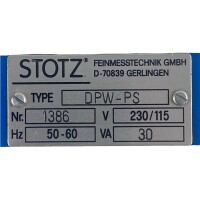 STOTZ® FEINMESSTECHNIK GMBH
D-70839 GERLINGEN
TYPE DPW-PS
Nr. 1386 V 230/115
Hz 50-60 VA 30